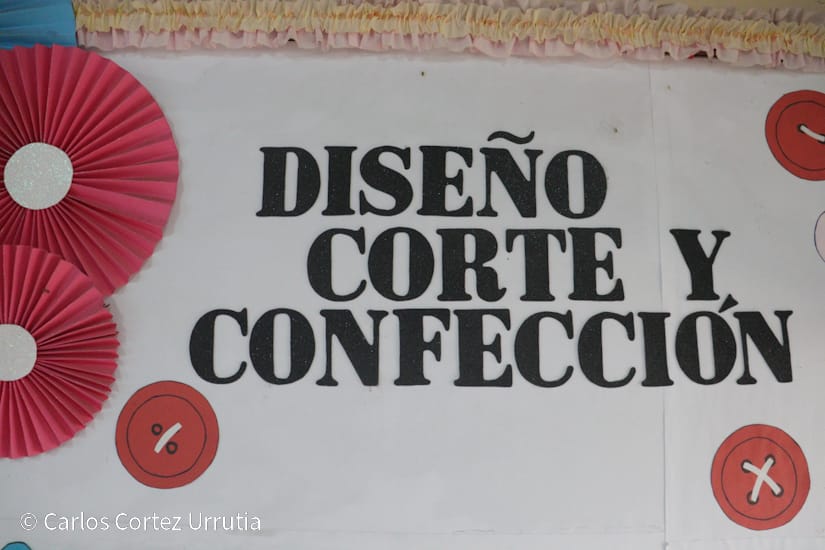 DISEÑO
CORTE Y
CONFECCIÓN
© Carlos Cortez Urrutia